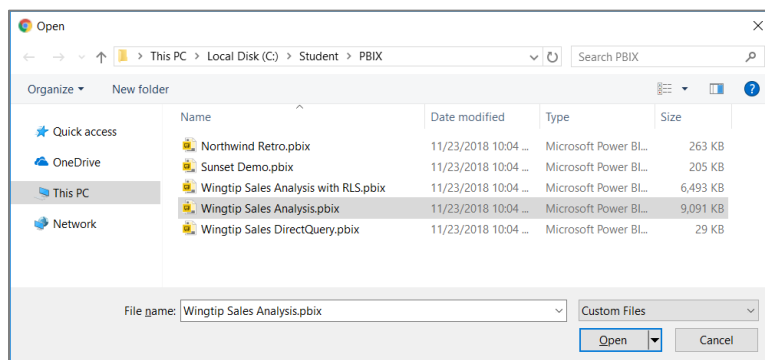 Open
This PC > Local Disk (C:) > Student > PBIX
Search PBIX
Organize New folder
Name Date modified Type Size
Quick access
OneDrive
This PC
Network
Northwind Retro.pbix 11/23/2018 10:04 ... Microsoft Power BI... 263 KB
Sunset Demo.pbix 11/23/2018 10:04 ... Microsoft Power BI... 205 KB
Wingtip Sales Analysis with RLS.pbix 11/23/2018 10:04 ... Microsoft Power BI... 6,493 KB
Wingtip Sales Analysis.pbix 11/23/2018 10:04 ... Microsoft Power BI... 9,091 KB
Wingtip Sales DirectQuery.pbix 11/23/2018 10:04 ... Microsoft Power BI... 29 KB
File name: Wingtip Sales Analysis.pbix Custom Files
Open Cancel